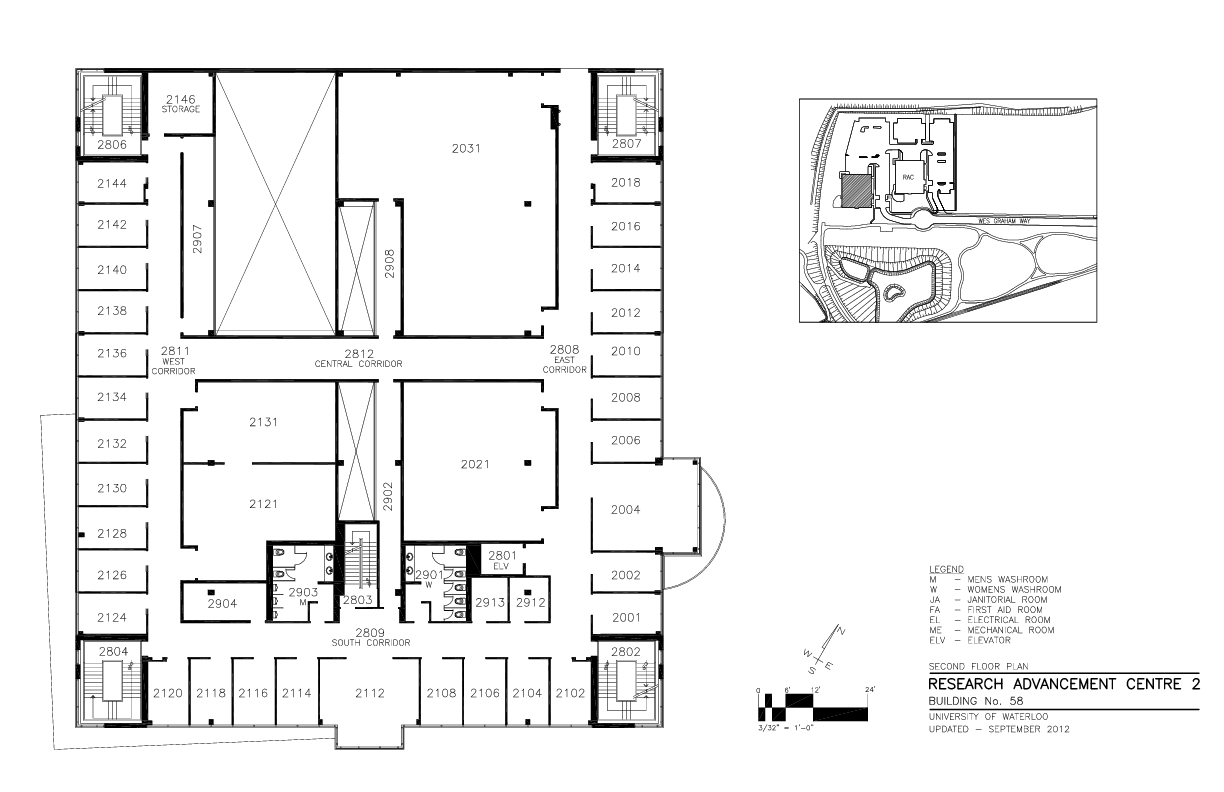 2146
STORAGE
2806
2807
2031
2144
2018
2142
2016
2907
2908
2140
2014
2138
2012
2136
2811
WEST
CORRIDOR
2812
CENTRAL CORRIDOR
2808
EAST
CORRIDOR
2010
2134
2008
2131
2132
2006
2021
2130
2902
2121
2004
2128
2801
ELV
2126
2903
M
2901
W
2002
2904
2803
2913
2912
2124
2001
2809
SOUTH CORRIDOR
2804
2802
2120
2118
2116
2114
2112
2108
2106
2104
2102
RAC
WES GRAHAM WAY
LEGEND
M – MENS WASHROOM
W – WOMENS WASHROOM
JA – JANITORIAL ROOM
FA – FIRST AID ROOM
EL – ELECTRICAL ROOM
ME – MECHANICAL ROOM
ELV – ELEVATOR
N
W
E
S
0 6' 12' 24'
3/32" = 1'-0"
SECOND FLOOR PLAN
RESEARCH ADVANCEMENT CENTRE 2
BUILDING No. 58
UNIVERSITY OF WATERLOO
UPDATED – SEPTEMBER 2012